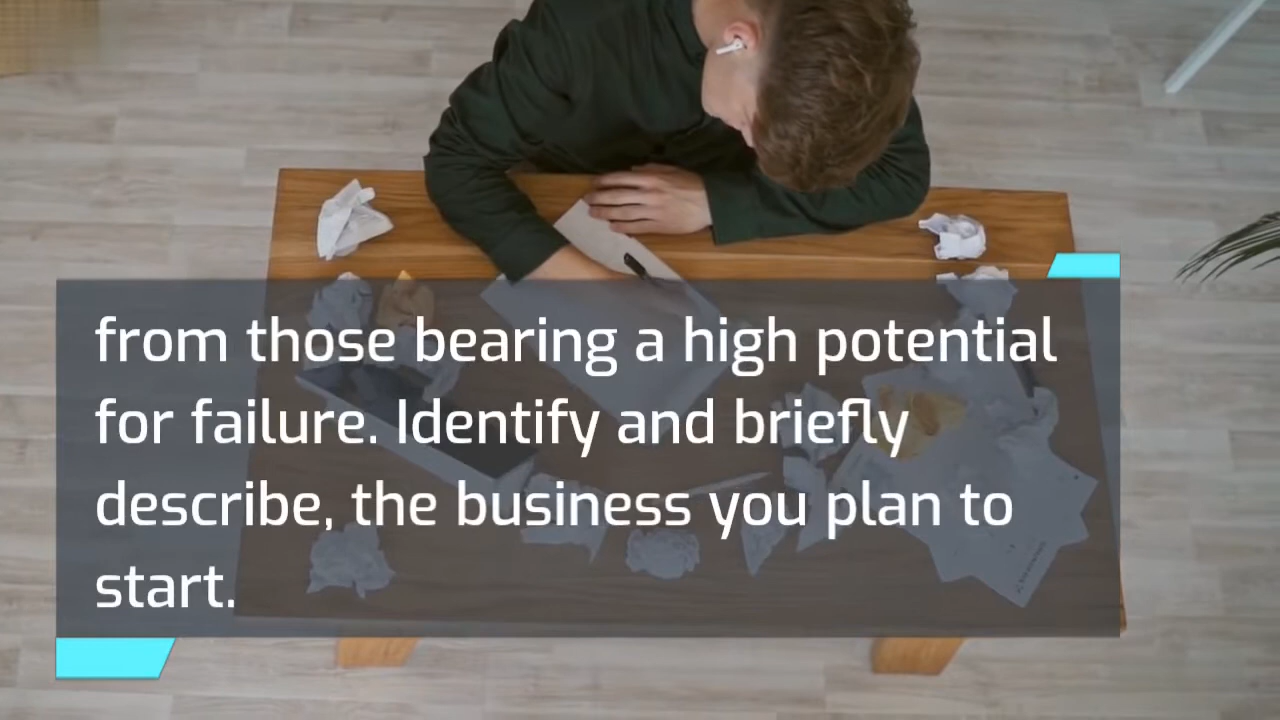 from those bearing a high potential
for failure. Identify and briefly
describe, the business you plan to
start.